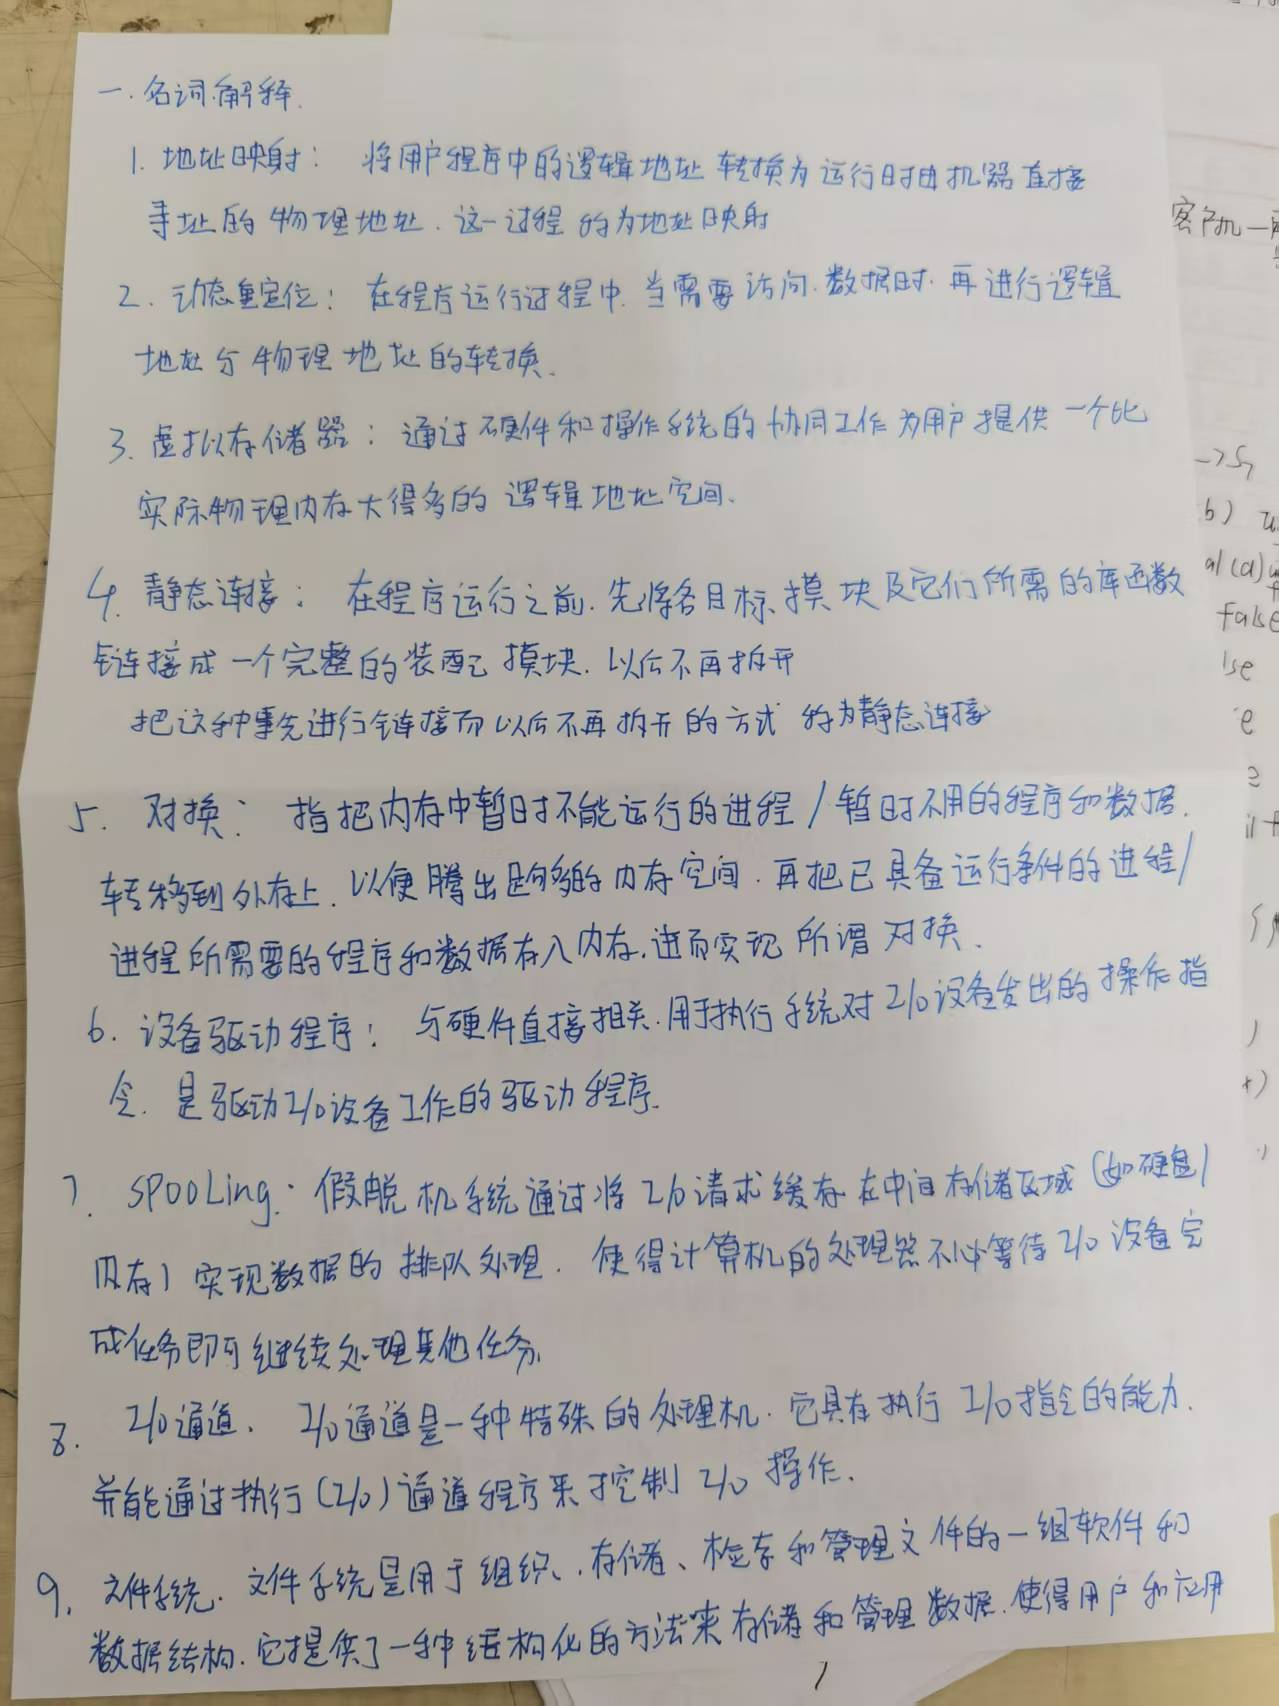 一.名词解释.
1. 地址映射： 将用户程序中的逻辑地址 转换为运行时由机器直接
寻址的物理地址.这一过程称为地址映射
2. 动态重定位： 在程序运行过程中.当需要访问.数据时.再进行逻辑
地址与物理地址的转换.
3. 虚拟存储器：通过硬件和操作系统的协同工作为用户提供一个比
实际物理内存大得多的逻辑地址空间.
4. 静态连接： 在程序运行之前.先将各目标模块及它们所需的库函数
链连接成一个完整的装配模块.以后不再拆开
把这种事先进行链接而以后不再拆开的方式称为静态连接
5. 对换： 指把内存中暂时不能运行的进程/暂时不用的程序和数据.
转移到外存上.以便腾出足够多的内存空间.再把已具备运行条件的进程/
进程所需要的程序和数据存入内存.进而实现所谓对换.
6. 设备驱动程序： 与硬件直接相关.用于执行系统对I/O设备发出的操作指
令.是驱动I/O设备工作的驱动程序.
7. SPOOLing. 假脱机系统通过将I/O请求缓存在中间存储区域(如硬盘)
内存)实现数据的排队处理. 使得计算机的处理器不必等待I/O设备完
成任务即可继续处理其他任务.
8. I/O通道. I/O通道是一种特殊的处理机.它具有执行I/O指令的能力.
并能通过执行(I/O)通道程序来控制I/O操作.
9. 文件系统.文件系统是用于组织、存储、检索和管理文件的一组软件和
数据结构.它提供了一种结构化的方法来存储和管理数据.使得用户和应用
客户机一
b)
al(a)
false
lse
e